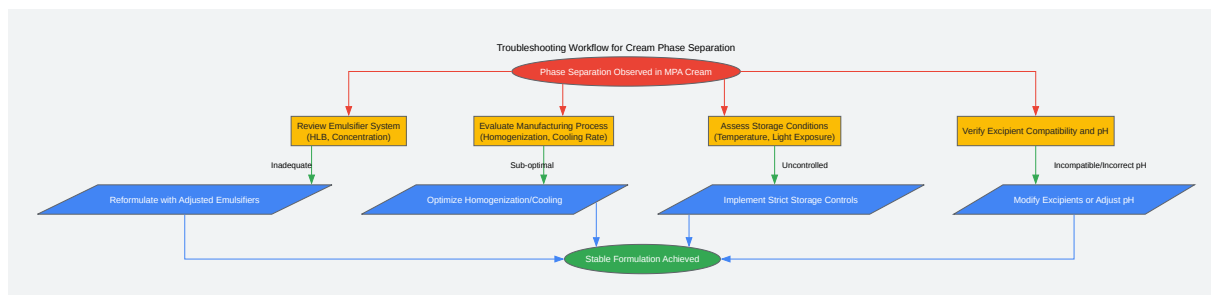 Troubleshooting Workflow for Cream Phase Separation
Phase Separation Observed in MPA Cream
Review Emulsifier System
(HLB, Concentration)
Evaluate Manufacturing Process
(Homogenization, Cooling Rate)
Assess Storage Conditions
(Temperature, Light Exposure)
Verify Excipient Compatibility and pH
Inadequate
Sub-optimal
Uncontrolled
Incompatible/Incorrect pH
Reformulate with Adjusted Emulsifiers
Optimize Homogenization/Cooling
Implement Strict Storage Controls
Modify Excipients or Adjust pH
Stable Formulation Achieved